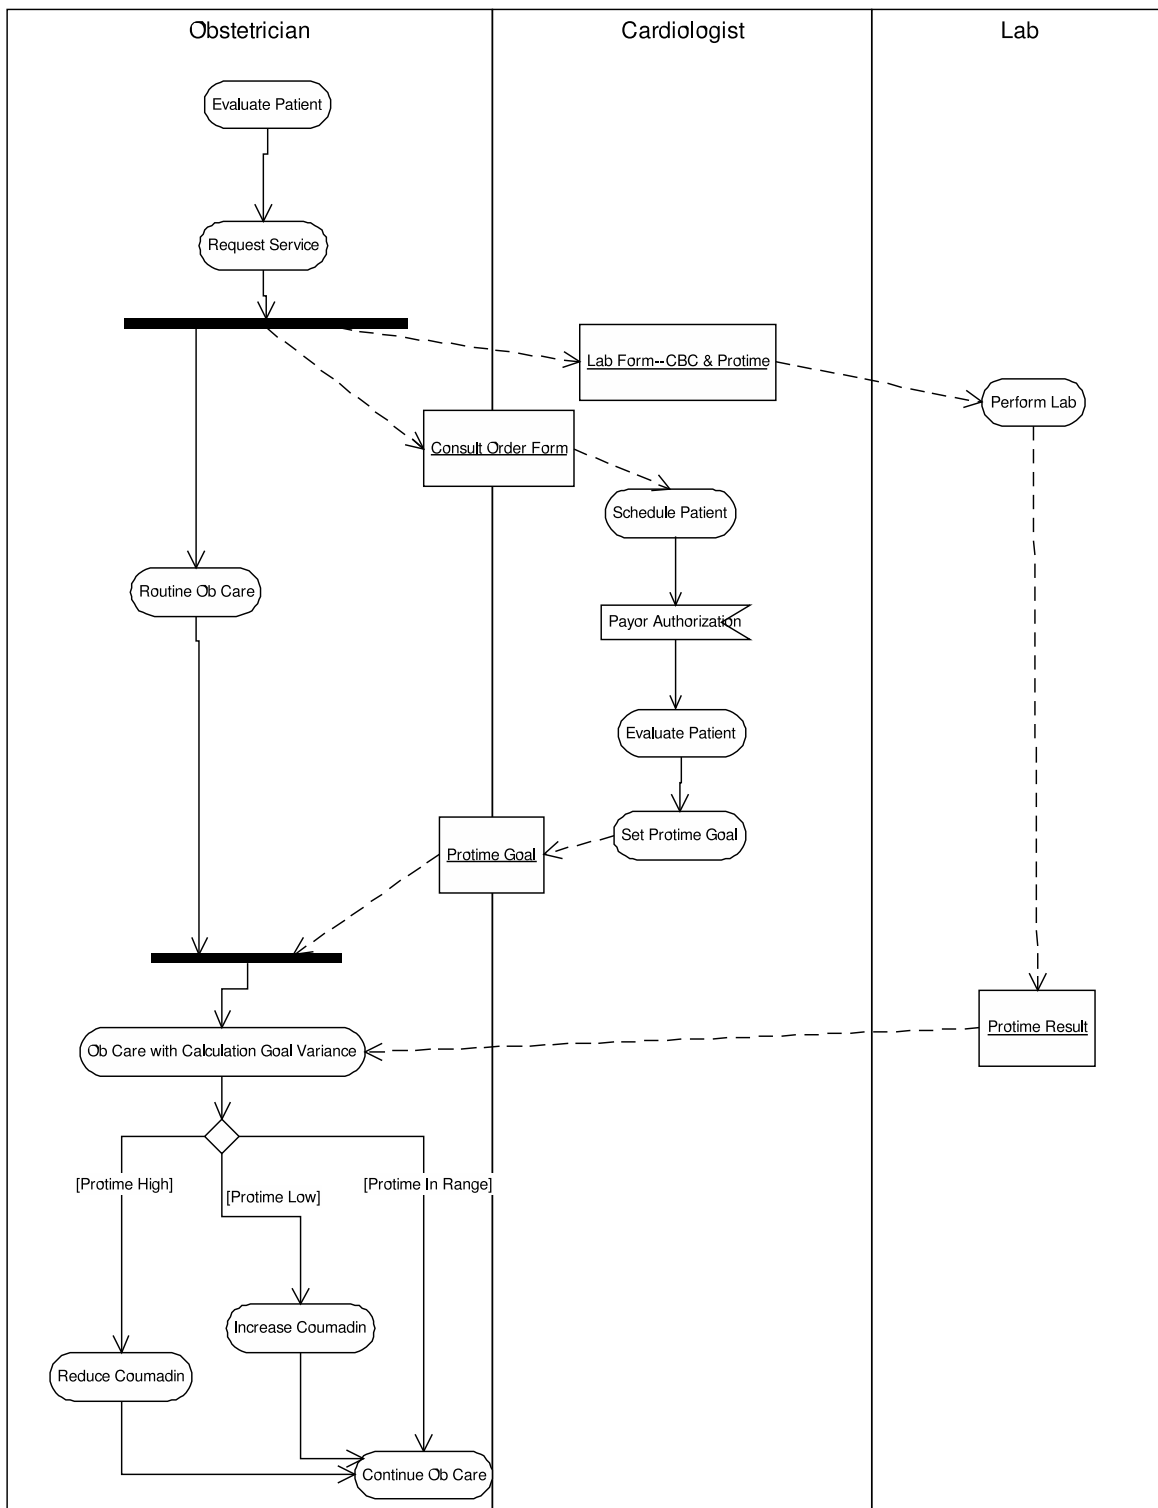 Obstetrician
Cardiologist
Lab
Evaluate Patient
Request Service
Lab Form--CBC & Protime
Perform Lab
Consult Order Form
Schedule Patient
Routine Ob Care
Payor Authorization
Evaluate Patient
Set Protime Goal
Protime Goal
Protime Result
Ob Care with Calculation Goal Variance
[Protime High]
[Protime Low]
[Protime In Range]
Increase Coumadin
Reduce Coumadin
Continue Ob Care